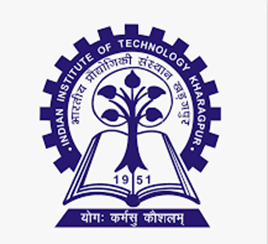 • INDIAN INSTITUTE OF TECHNOLOGY KHARAGPUR •
भारतीय प्रौद्योगिकी संस्थान खड़गपुर
1951
योगः कर्मसु कौशलम्